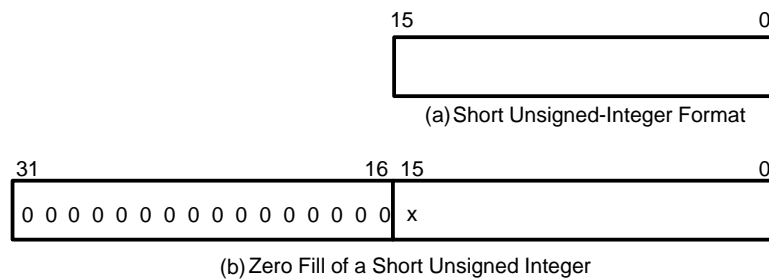 15 0
(a) Short Unsigned-Integer Format
31 16 15 0
0 0 0 0 0 0 0 0 0 0 0 0 0 0 0 0 x
(b) Zero Fill of a Short Unsigned Integer